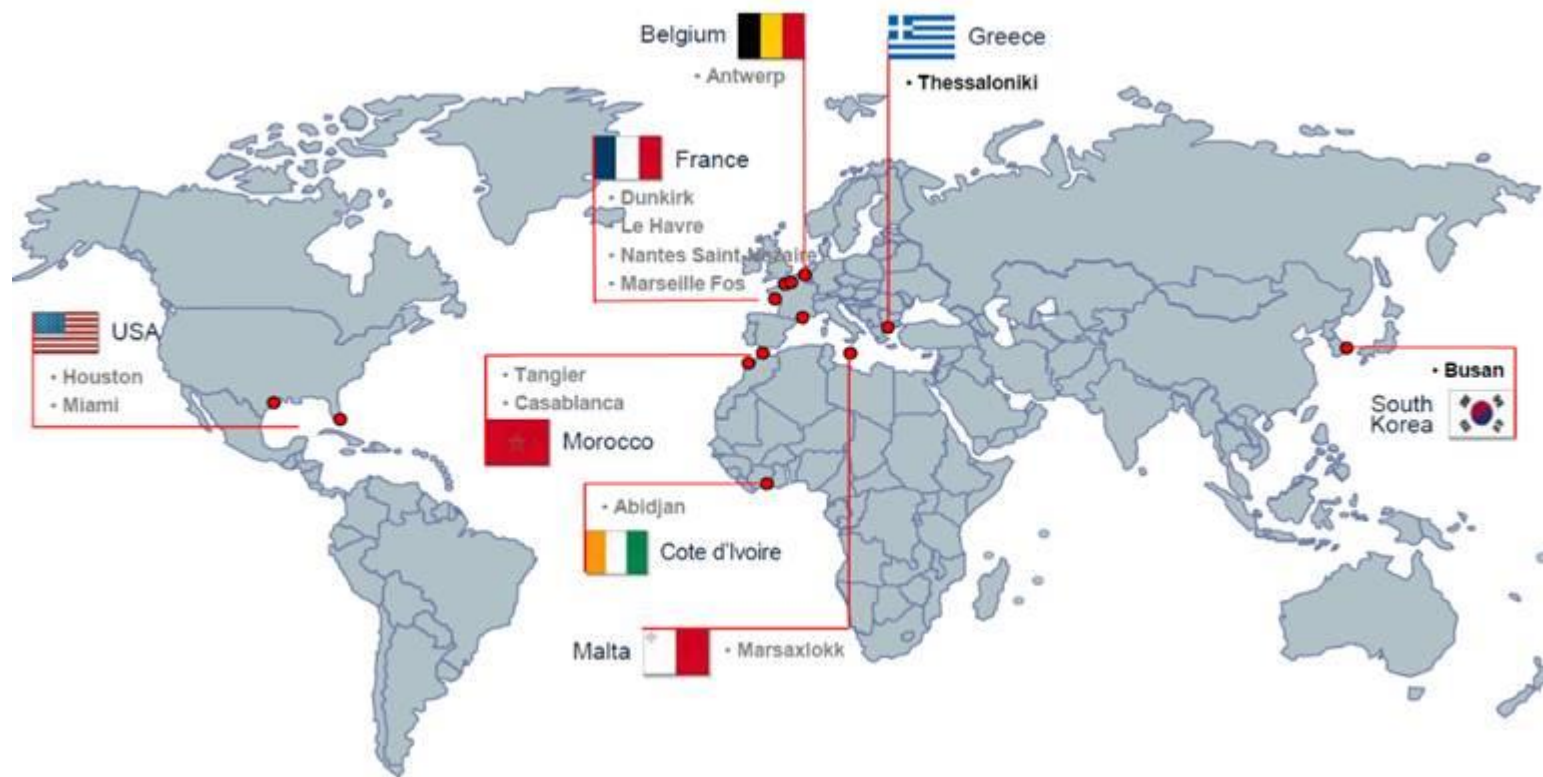 Belgium
• Antwerp
Greece
• Thessaloniki
France
• Dunkirk
• Le Havre
• Nantes Saint-Nazaire
• Marseille Fos
USA
• Houston
• Miami
• Tangier
• Casablanca
Morocco
• Busan
South
Korea
• Abidjan
Cote d'Ivoire
Malta
• Marsaxlokk